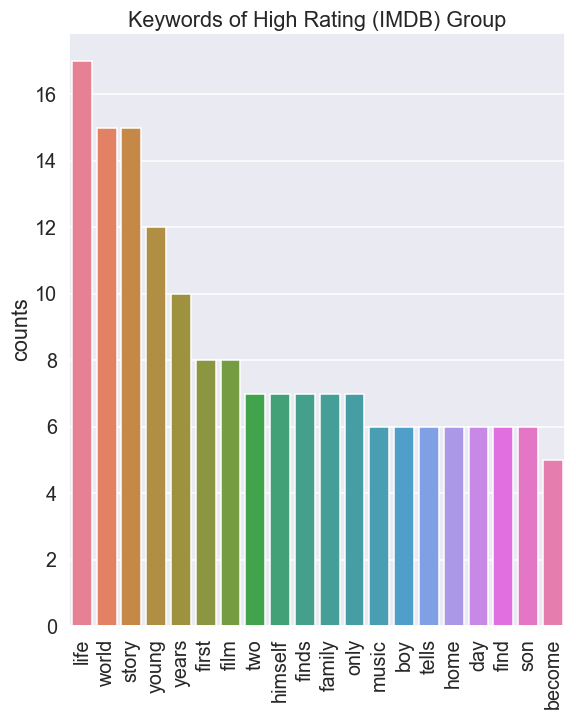 Keywords of High Rating (IMDB) Group
counts
16
14
12
10
8
6
4
2
0
life
world
story
young
years
first
film
two
himself
finds
family
only
music
boy
tells
home
day
find
son
become